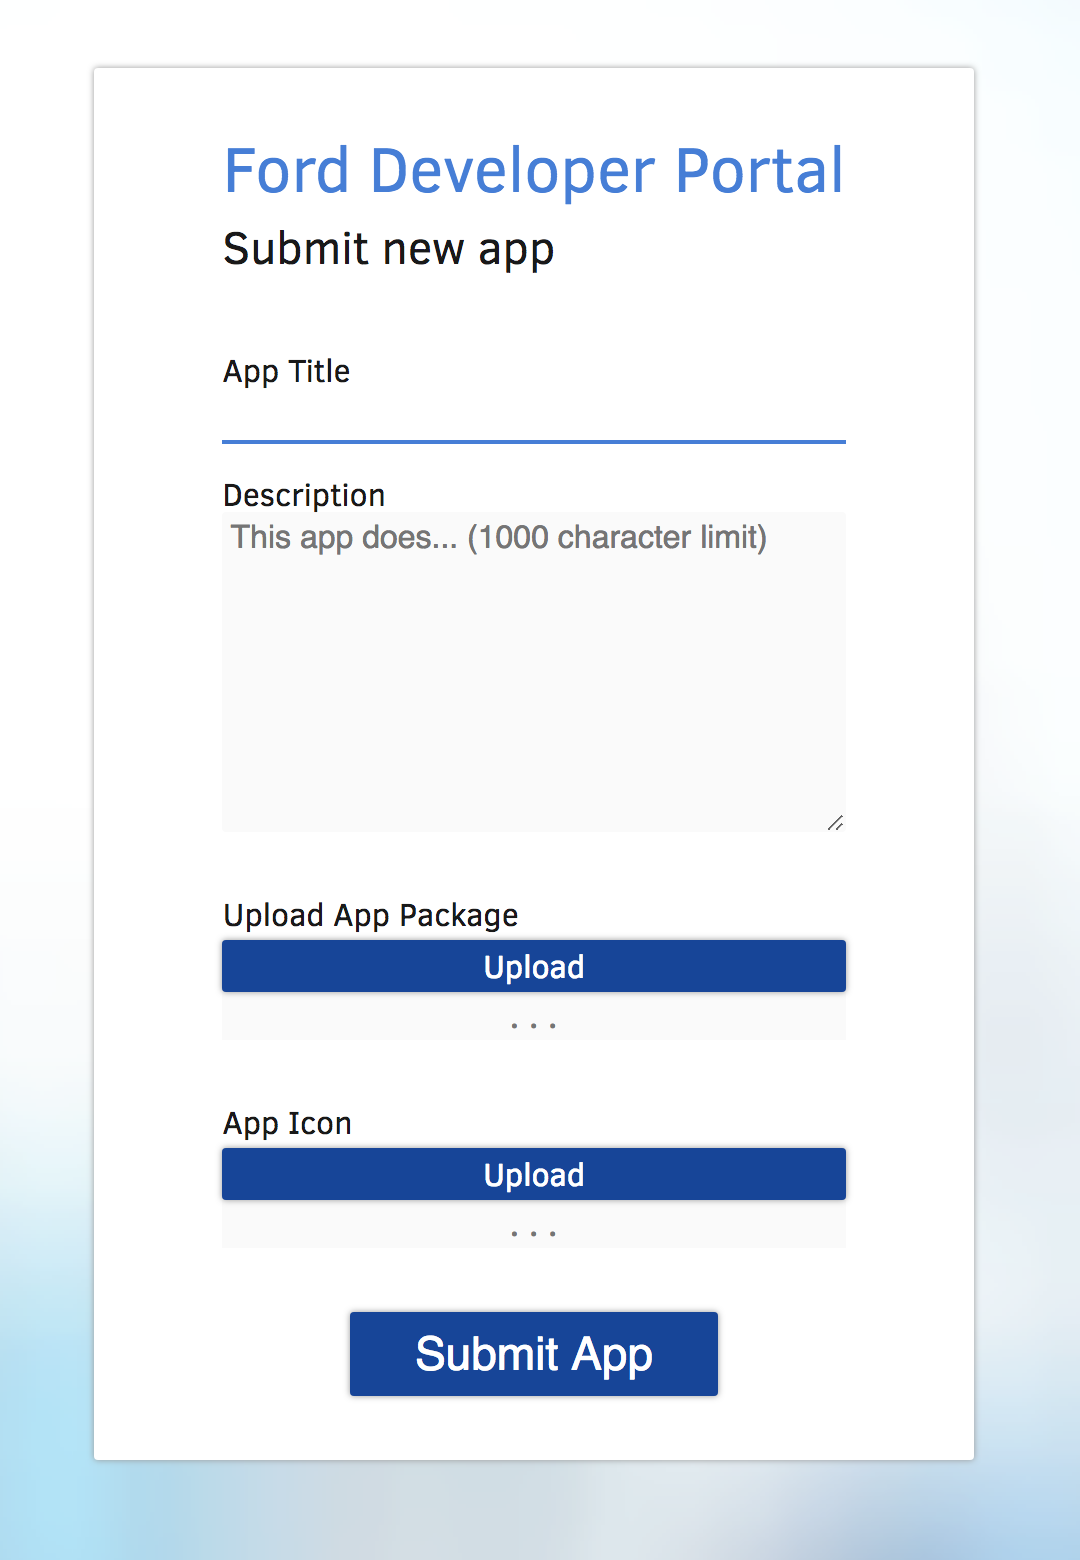 Ford Developer Portal
Submit new app
App Title
Description
This app does... (1000 character limit)
Upload App Package
Upload
...
App Icon
Upload
...
Submit App